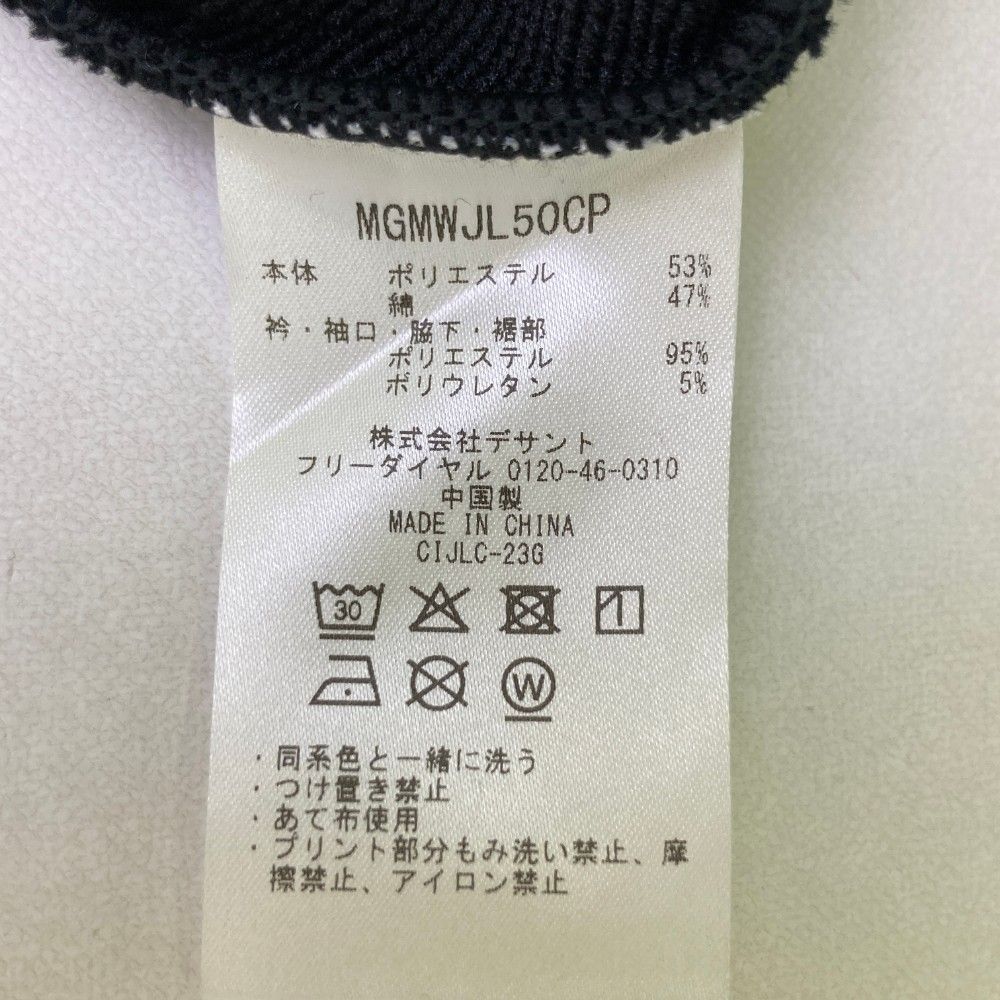 MGMWJL50CP
本体 ポリエステル 53%
綿 47%
衿・袖口・脇下・裾部
ポリエステル 95%
ポリウレタン 5%
株式会社デサント
フリーダイヤル 0120-46-0310
中国製
MADE IN CHINA
CIJLC-23G
30
W
・同系色と一緒に洗う
・つけ置き禁止
・あて布使用
・プリント部分もみ洗い禁止、摩
擦禁止、アイロン禁止